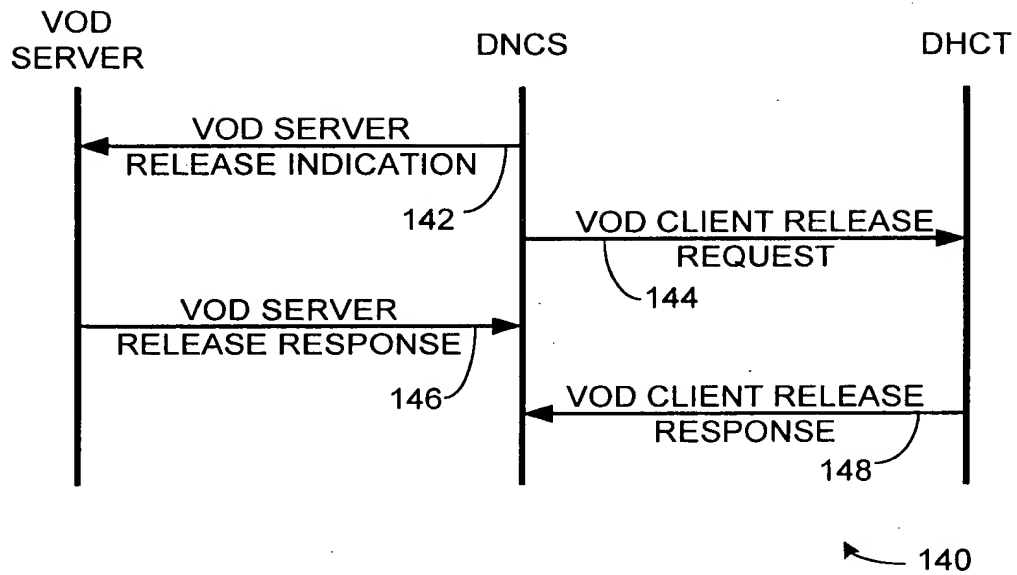 VOD
SERVER
DNCS
DHCT
VOD SERVER
RELEASE INDICATION
142
VOD CLIENT RELEASE
REQUEST
144
VOD SERVER
RELEASE RESPONSE
146
VOD CLIENT RELEASE
RESPONSE
148
140